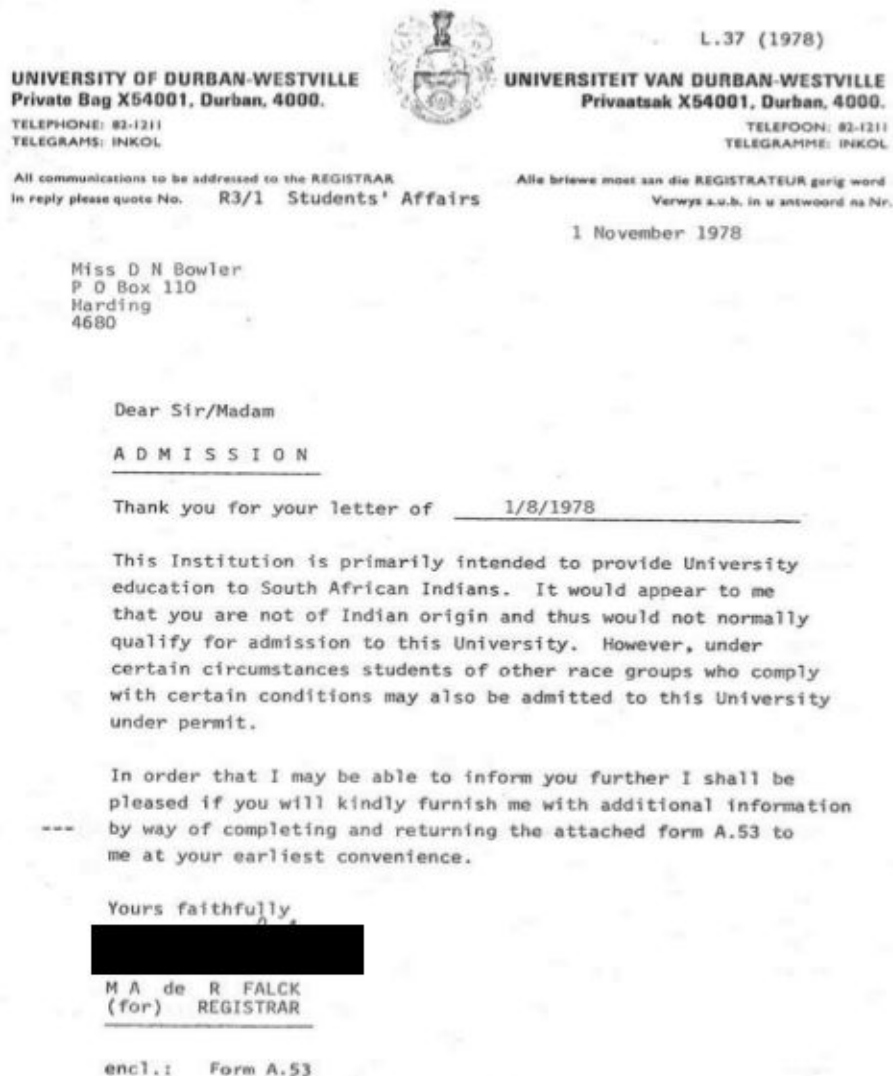 L.37 (1978)
UNIVERSITY OF DURBAN-WESTVILLE
Private Bag X54001, Durban, 4000.
TELEPHONE: 82-1211
TELEGRAMS: INKOL
UNIVERSITEIT VAN DURBAN-WESTVILLE
Privaatsak X54001, Durban, 4000.
TELEFOON: 82-1211
TELEGRAMME: INKOL
All communications to be addressed to the REGISTRAR
In reply please quote No. R3/1 Students' Affairs
Alle briewe moet aan die REGISTRATEUR gerig word
Verwys a.u.b. in u antwoord na Nr.
1 November 1978
Miss D N Bowler
P O Box 110
Harding
4680
Dear Sir/Madam
A D M I S S I O N
Thank you for your letter of 1/8/1978
This Institution is primarily intended to provide University
education to South African Indians. It would appear to me
that you are not of Indian origin and thus would not normally
qualify for admission to this University. However, under
certain circumstances students of other race groups who comply
with certain conditions may also be admitted to this University
under permit.
In order that I may be able to inform you further I shall be
pleased if you will kindly furnish me with additional information
--- by way of completing and returning the attached form A.53 to
me at your earliest convenience.
Yours faithfully
M A de R FALCK
(for) REGISTRAR
encl.: Form A.53